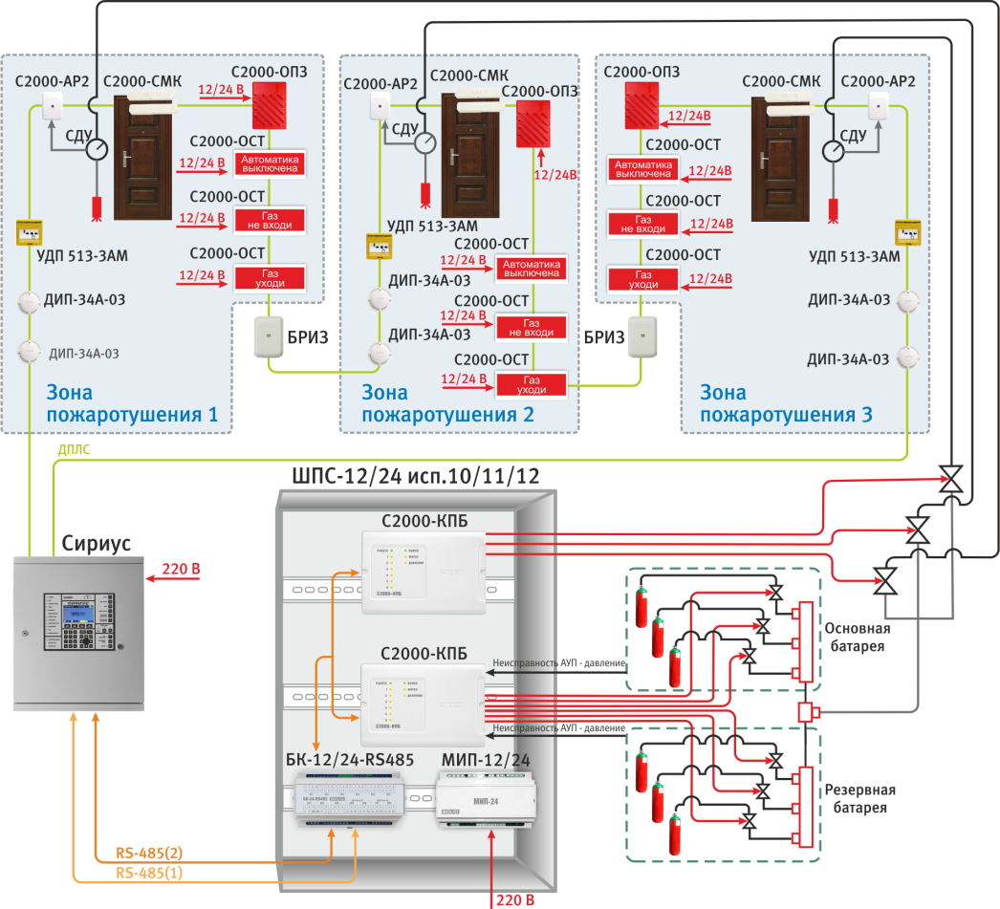 С2000-АР2
С2000-СМК
С2000-ОПЗ
12/24 В
СДУ
С2000-ОСТ
12/24 В
Автоматика
выключена
С2000-ОСТ
12/24 В
Газ
не входи
УДП 513-3АМ
С2000-ОСТ
12/24 В
Газ
уходи
ДИП-34А-03
ДИП-34А-03
БРИЗ
Зона
пожаротушения 1
С2000-АР2
С2000-СМК
С2000-ОПЗ
СДУ
12/24В
УДП 513-3АМ
С2000-ОСТ
12/24 В
Автоматика
выключена
ДИП-34А-03
С2000-ОСТ
12/24 В
Газ
не входи
ДИП-34А-03
С2000-ОСТ
12/24 В
Газ
уходи
БРИЗ
Зона
пожаротушения 2
С2000-ОПЗ
С2000-СМК
С2000-АР2
12/24В
СДУ
С2000-ОСТ
Автоматика
выключена
12/24В
С2000-ОСТ
Газ
не входи
12/24В
С2000-ОСТ
УДП 513-3АМ
Газ
уходи
12/24В
ДИП-34А-03
ДИП-34А-03
Зона
пожаротушения 3
ДПЛС
ШПС-12/24 исп.10/11/12
С2000-КПБ
С2000-КПБ
Сириус
220 В
СИРИУС
С2000-КПБ
Неисправность АУП - давление
С2000-КПБ
Неисправность АУП - давление
Основная
батарея
БК-12/24-RS485
МИП-12/24
МИП-24
Резервная
батарея
RS-485(2)
RS-485(1)
220 В